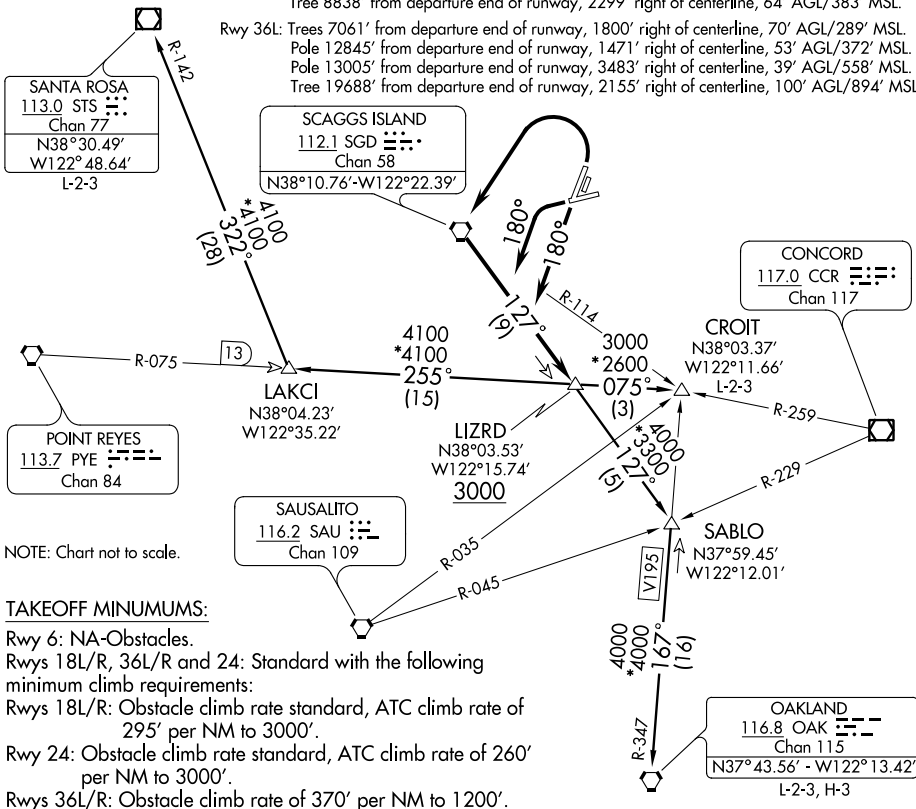 Tree 8838' from departure end of runway, 2299' right of centerline, 64' AGL/383' MSL.
Rwy 36L: Trees 7061' from departure end of runway, 1800' right of centerline, 70' AGL/289' MSL.
Pole 12845' from departure end of runway, 1471' right of centerline, 53' AGL/372' MSL.
Pole 13005' from departure end of runway, 3483' right of centerline, 39' AGL/558' MSL.
Tree 19688' from departure end of runway, 2155' right of centerline, 100' AGL/894' MSL
R-142
SANTA ROSA
113.0 STS
Chan 77
N38°30.49'
W122°48.64'
L-2-3
SCAGGS ISLAND
112.1 SGD
Chan 58
N38°10.76'-W122°22.39'
4100
*4100
322°
(28)
180°
180°
CONCORD
117.0 CCR
Chan 117
127°
(9)
R-114
CROIT
N38°03.37'
W122°11.66'
L-2-3
3000
*2600
075°
(3)
4100
*4100
255°
(15)
R-075
13
LAKCI
N38°04.23'
W122°35.22'
R-259
LIZRD
N38°03.53'
W122°15.74'
3000
4000
*3300
127°
(5)
R-229
POINT REYES
113.7 PYE
Chan 84
SAUSALITO
116.2 SAU
Chan 109
R-035
R-045
SABLO
N37°59.45'
W122°12.01'
NOTE: Chart not to scale.
V195
4000
*4000
167°
(16)
R-347
OAKLAND
116.8 OAK
Chan 115
N37°43.56' - W122°13.42'
L-2-3, H-3
TAKEOFF MINUMUMS:
Rwy 6: NA-Obstacles.
Rwys 18L/R, 36L/R and 24: Standard with the following
minimum climb requirements:
Rwys 18L/R: Obstacle climb rate standard, ATC climb rate of
295' per NM to 3000'.
Rwy 24: Obstacle climb rate standard, ATC climb rate of 260'
per NM to 3000'.
Rwys 36L/R: Obstacle climb rate of 370' per NM to 1200'.